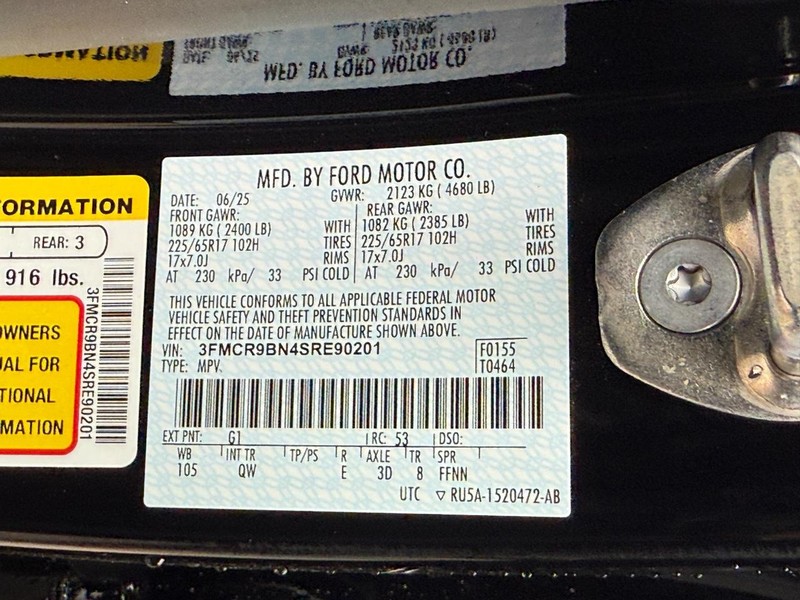 MFD. BY FORD MOTOR CO.
FORMATION
REAR: 3
916 lbs.
OWNERS
UAL FOR
TIONAL
MATION
3FMCR9BN4SRE90201
MFD. BY FORD MOTOR CO.
DATE: 06/25 GVWR: 2123 KG ( 4680 LB)
FRONT GAWR: REAR GAWR:
1089 KG ( 2400 LB) WITH 1082 KG ( 2385 LB) WITH
225/65R17 102H TIRES 225/65R17 102H TIRES
17x7.0J RIMS 17x7.0J RIMS
AT 230 kPa/ 33 PSI COLD AT 230 kPa/ 33 PSI COLD
THIS VEHICLE CONFORMS TO ALL APPLICABLE FEDERAL MOTOR
VEHICLE SAFETY AND THEFT PREVENTION STANDARDS IN
EFFECT ON THE DATE OF MANUFACTURE SHOWN ABOVE.
VIN: 3FMCR9BN4SRE90201 F0155
TYPE: MPV. T0464
EXT PNT: G1 RC: 53 DSO:
WB INT TR TP/PS R AXLE TR SPR
105 QW E 3D 8 FFNN
UTC ▽ RU5A-1520472-AB